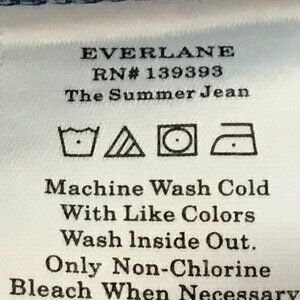 EVERLANE
RN# 139393
The Summer Jean
Machine Wash Cold
With Like Colors
Wash Inside Out.
Only Non-Chlorine
Bleach When Necessary